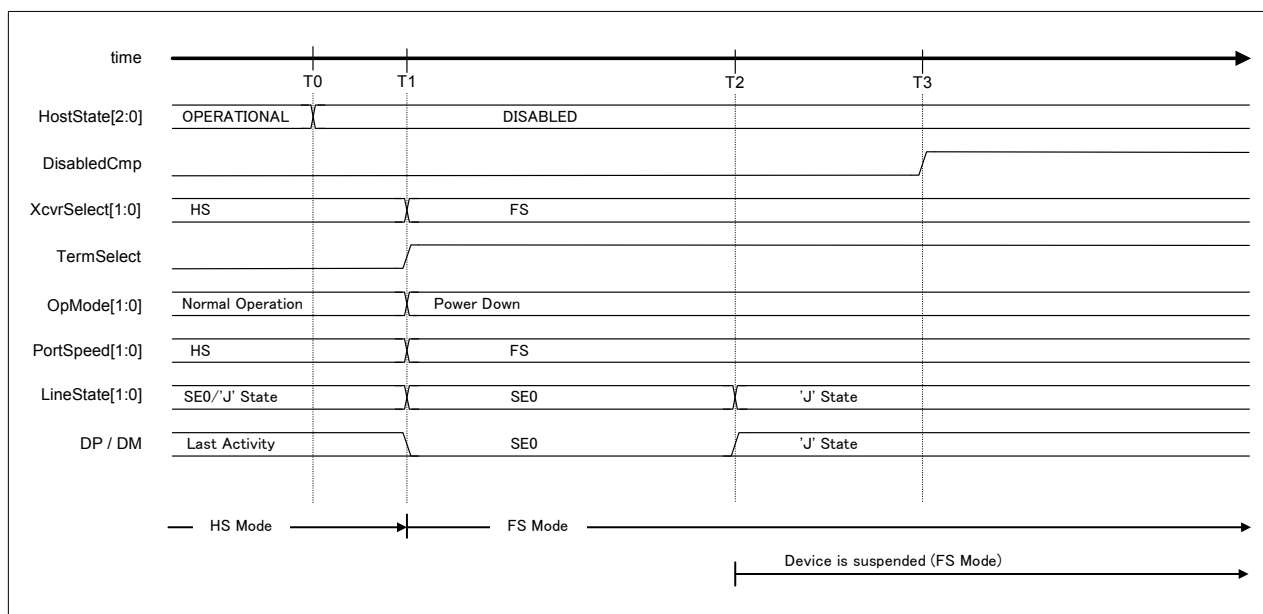 time
T0 T1 T2 T3
HostState[2:0] OPERATIONAL DISABLED
DisabledCmp
XcvrSelect[1:0] HS FS
TermSelect
OpMode[1:0] Normal Operation Power Down
PortSpeed[1:0] HS FS
LineState[1:0] SE0/'J' State SE0 'J' State
DP / DM Last Activity SE0 'J' State
HS Mode FS Mode
Device is suspended (FS Mode)